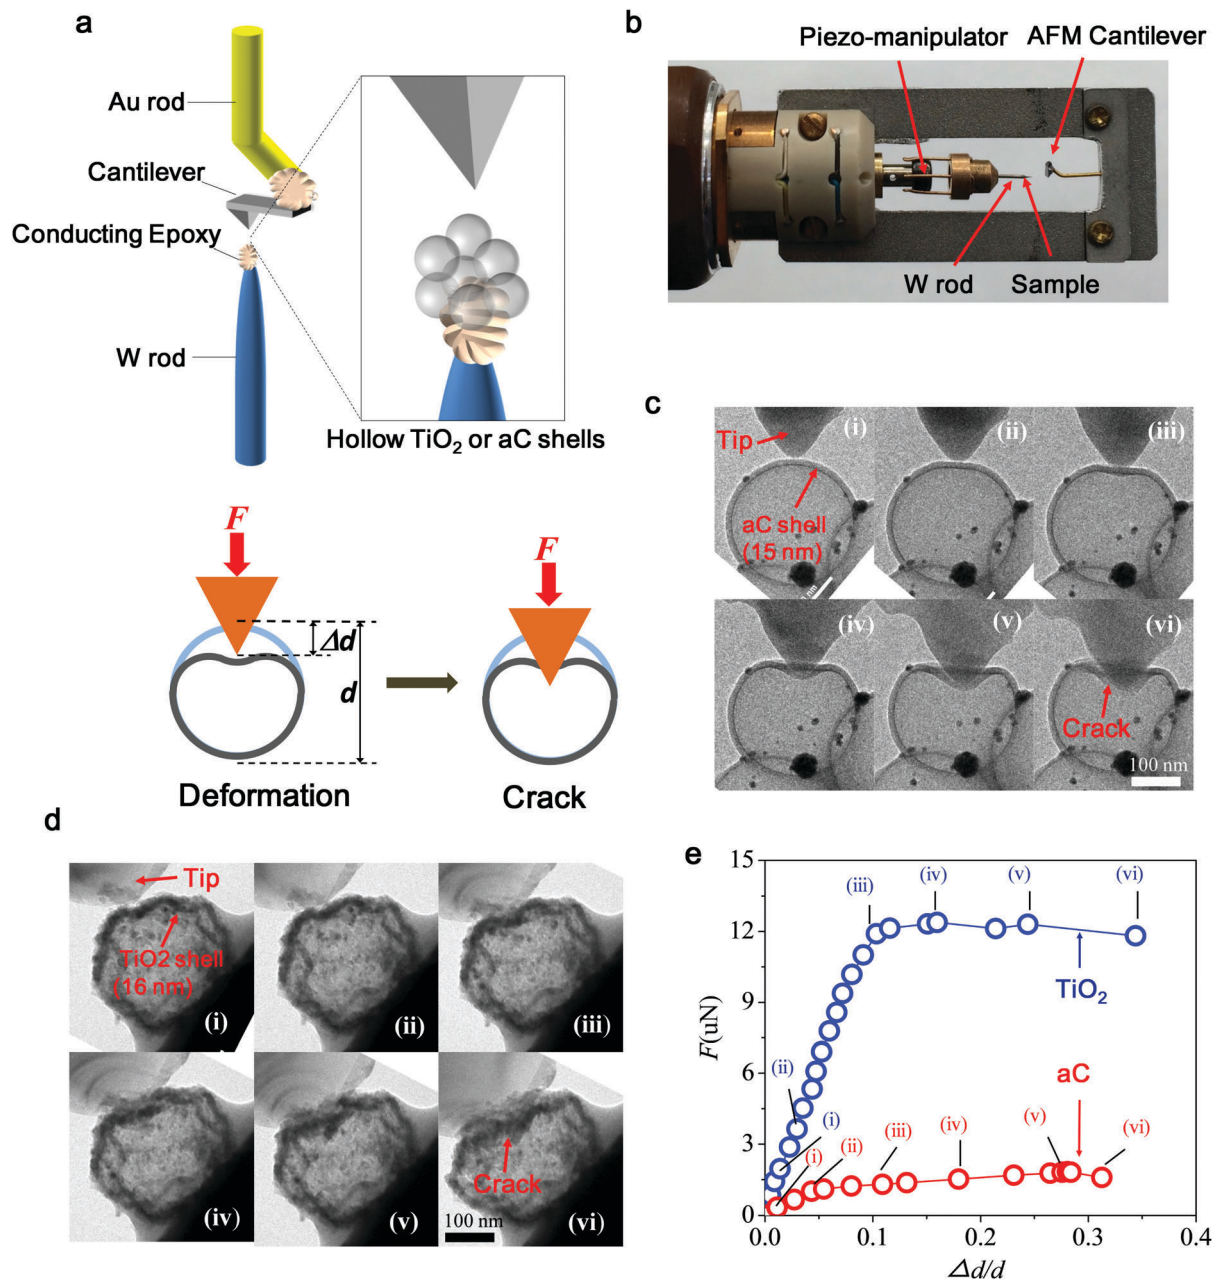 a
Au rod
Cantilever
Conducting Epoxy
W rod
Hollow TiO₂ or aC shells
F
Δd
d
F
Deformation
Crack
b
Piezo-manipulator
AFM Cantilever
W rod
Sample
c
Tip
(i)
aC shell
(15 nm)
(ii)
(iii)
(iv)
(v)
(vi)
Crack
100 nm
d
Tip
TiO2 shell
(16 nm)
(i)
(ii)
(iii)
(iv)
(v)
100 nm
Crack
(vi)
e
15
12
9
6
3
0
F(uN)
(i)
(ii)
(iii)
(iv)
(v)
(vi)
TiO₂
(i)
(ii)
(iii)
(iv)
(v)
(vi)
aC
0.0
0.1
0.2
0.3
0.4
Δd/d